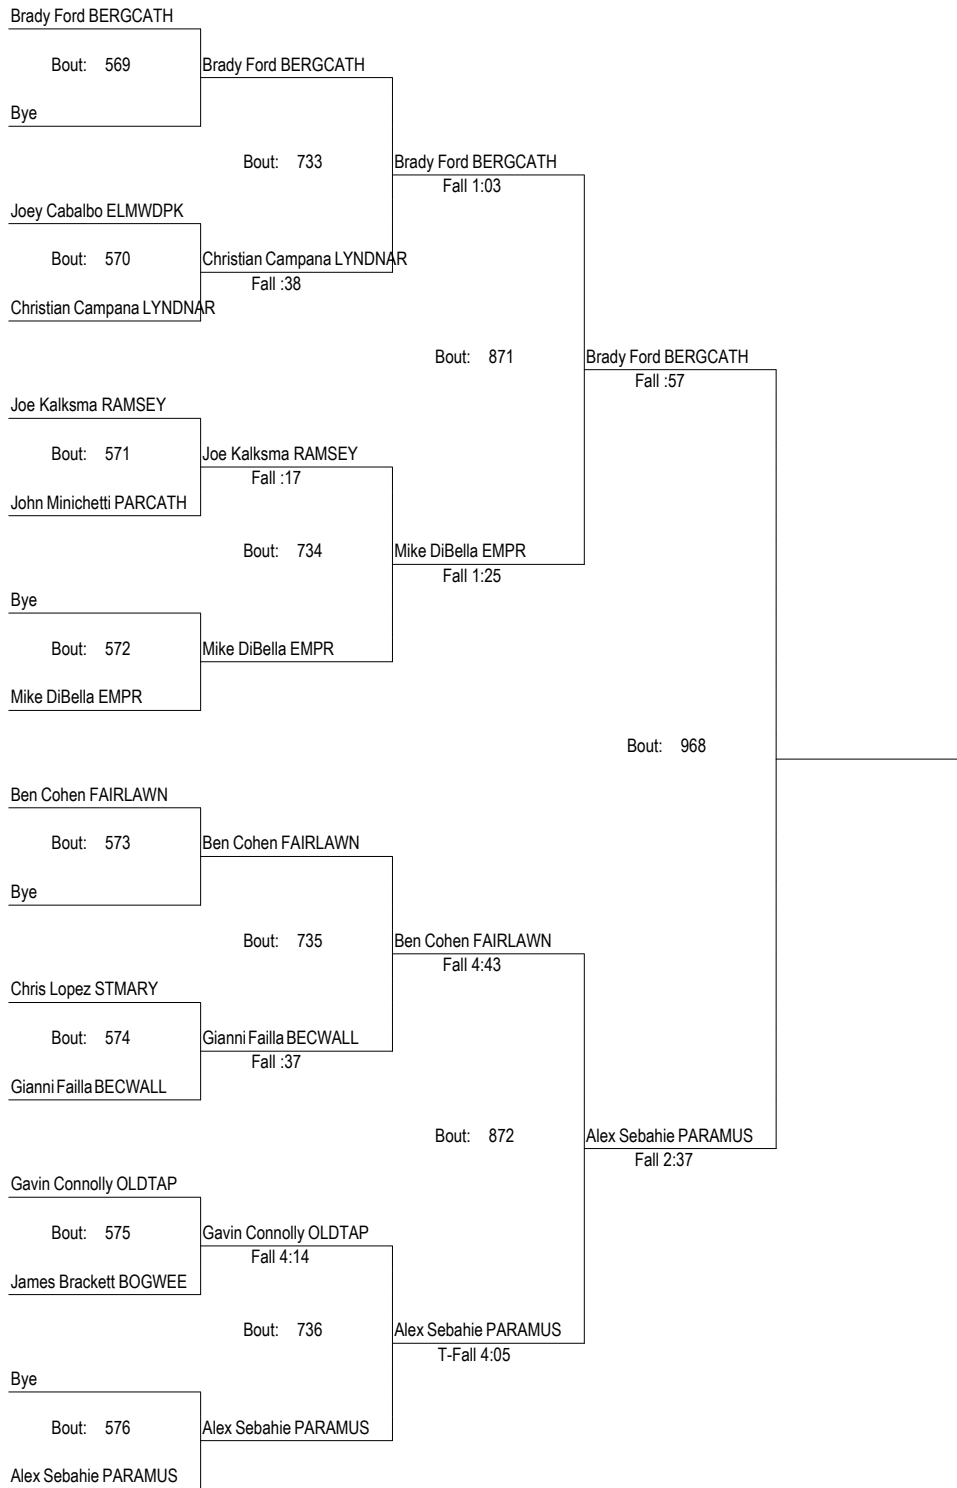 Brady Ford BERGCATH
Bout: 569
Brady Ford BERGCATH
Bye
Bout: 733
Brady Ford BERGCATH
Fall 1:03
Joey Cabalbo ELMWDPK
Bout: 570
Christian Campana LYNDNAR
Fall :38
Christian Campana LYNDNAR
Bout: 871
Brady Ford BERGCATH
Fall :57
Joe Kalksma RAMSEY
Bout: 571
Joe Kalksma RAMSEY
Fall :17
John Minichetti PARCATH
Bout: 734
Mike DiBella EMPR
Fall 1:25
Bye
Bout: 572
Mike DiBella EMPR
Mike DiBella EMPR
Bout: 968
Ben Cohen FAIRLAWN
Bout: 573
Ben Cohen FAIRLAWN
Bye
Bout: 735
Ben Cohen FAIRLAWN
Fall 4:43
Chris Lopez STMARY
Bout: 574
Gianni Failla BECWALL
Fall :37
Gianni Failla BECWALL
Bout: 872
Alex Sebahie PARAMUS
Fall 2:37
Gavin Connolly OLDTAP
Bout: 575
Gavin Connolly OLDTAP
Fall 4:14
James Brackett BOGWEE
Bout: 736
Alex Sebahie PARAMUS
T-Fall 4:05
Bye
Bout: 576
Alex Sebahie PARAMUS
Alex Sebahie PARAMUS